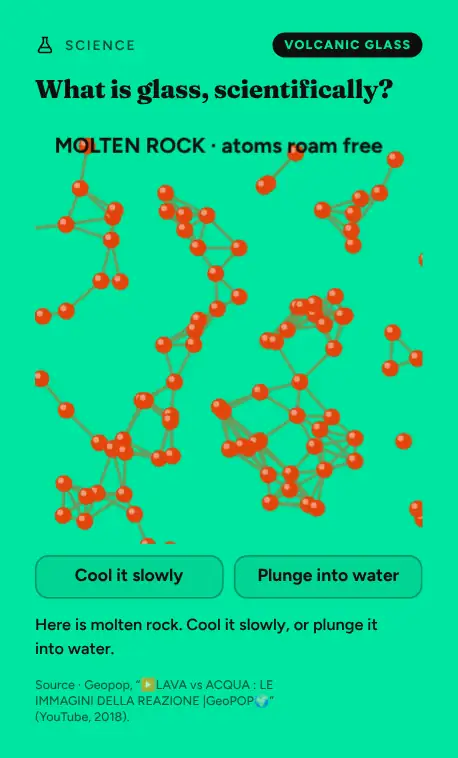 SCIENCE
VOLCANIC GLASS
What is glass, scientifically?
MOLTEN ROCK · atoms roam free
Cool it slowly
Plunge into water
Here is molten rock. Cool it slowly, or plunge it
into water.
Source · Geopop, “▶️LAVA vs ACQUA : LE
IMMAGINI DELLA REAZIONE |GeoPOP🌍”
(YouTube, 2018).